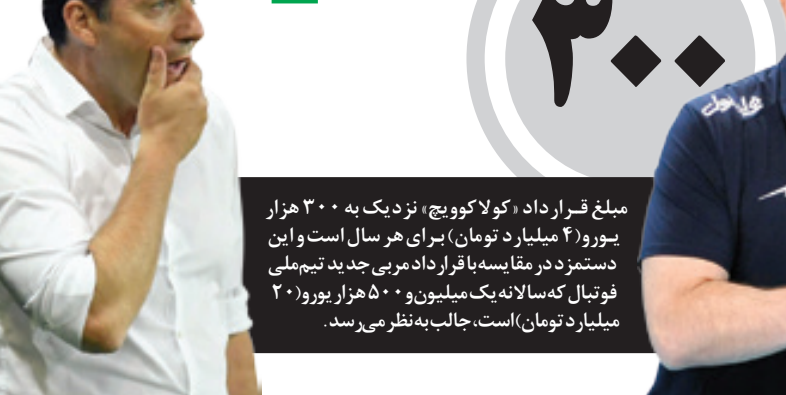 ۳۰۰
مبلغ قرارداد «کولاکوویچ» نزدیک به ۳۰۰ هزار
یورو(۴ میلیارد تومان) برای هر سال است و این
دستمزد در مقایسه با قرارداد مربی جدید تیم‌ملی
فوتبال که سالانه یک میلیون و ۵۰۰ هزار یورو(۲۰
میلیارد تومان) است، جالب به نظر می‌رسد.